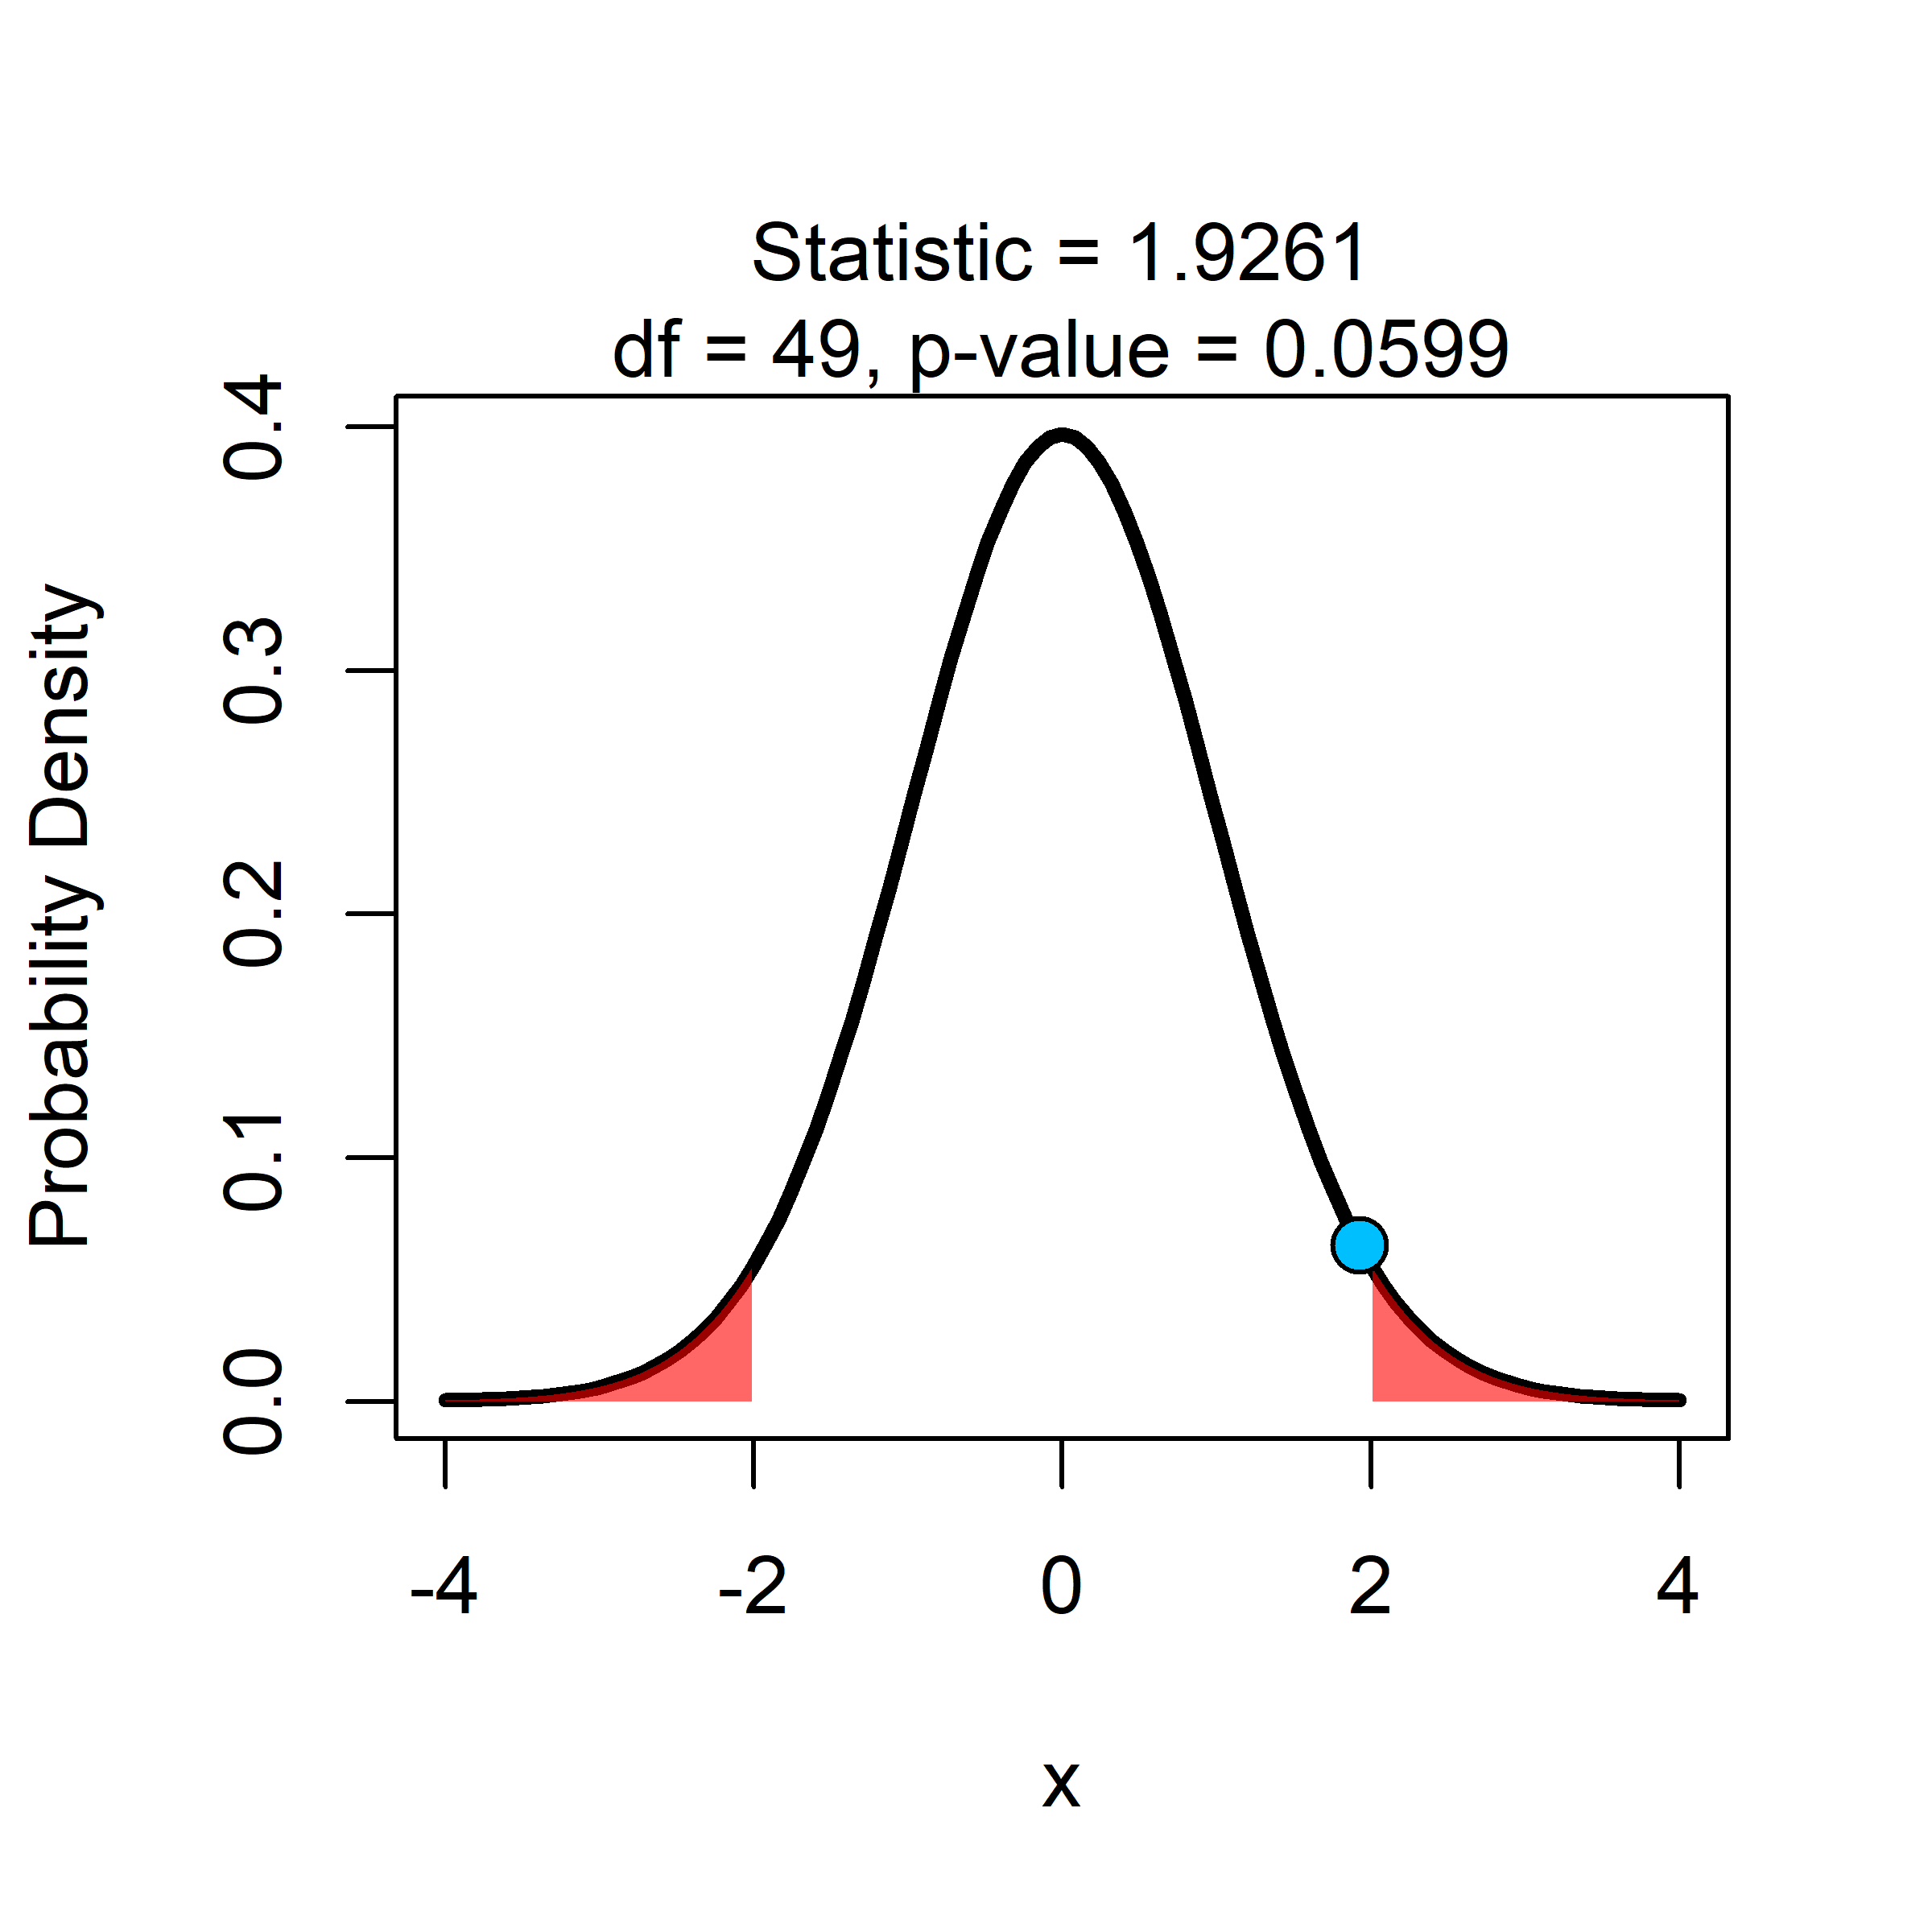 Statistic = 1.9261
df = 49, p-value = 0.0599
Probability Density
0.4
0.3
0.2
0.1
0.0
-4 -2 0 2 4
x